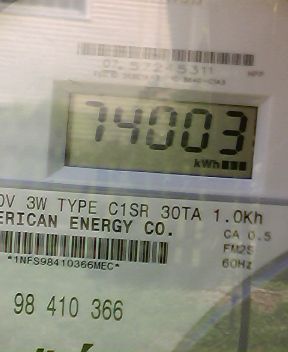 74003
kWh
0V 3W TYPE C1SR 30TA 1.0Kh
ERICAN ENERGY CO.
CA 0.5
FM2S
*1NFS98410366MEC*
60Hz
98 410 366